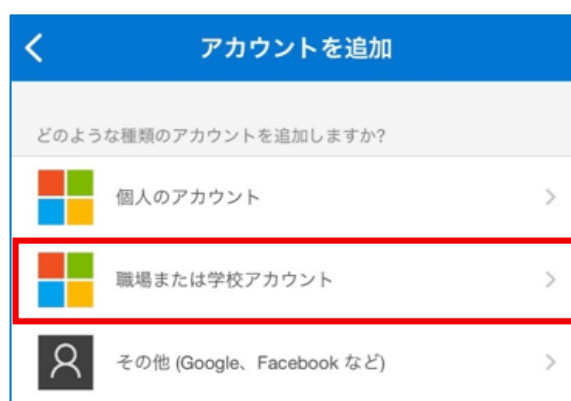 アカウントを追加
どのような種類のアカウントを追加しますか?
個人のアカウント
職場または学校アカウント
その他 (Google、Facebook など)